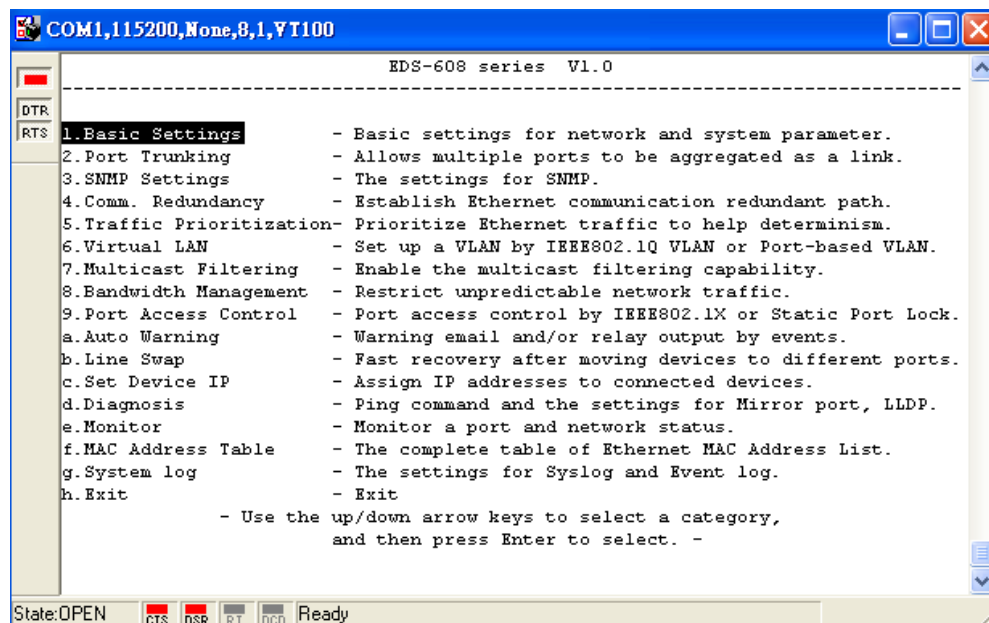 COM1,115200,None,8,1,VT100
EDS-608 series V1.0
DTR
RTS
1.Basic Settings - Basic settings for network and system parameter.
2.Port Trunking - Allows multiple ports to be aggregated as a link.
3.SNMP Settings - The settings for SNMP.
4.Comm. Redundancy - Establish Ethernet communication redundant path.
5.Traffic Prioritization- Prioritize Ethernet traffic to help determinism.
6.Virtual LAN - Set up a VLAN by IEEE802.1Q VLAN or Port-based VLAN.
7.Multicast Filtering - Enable the multicast filtering capability.
8.Bandwidth Management - Restrict unpredictable network traffic.
9.Port Access Control - Port access control by IEEE802.1X or Static Port Lock.
a.Auto Warning - Warning email and/or relay output by events.
b.Line Swap - Fast recovery after moving devices to different ports.
c.Set Device IP - Assign IP addresses to connected devices.
d.Diagnosis - Ping command and the settings for Mirror port, LLDP.
e.Monitor - Monitor a port and network status.
f.MAC Address Table - The complete table of Ethernet MAC Address List.
g.System log - The settings for Syslog and Event log.
h.Exit - Exit
- Use the up/down arrow keys to select a category,
and then press Enter to select. -
State:OPEN CTS DSR RI DCD Ready